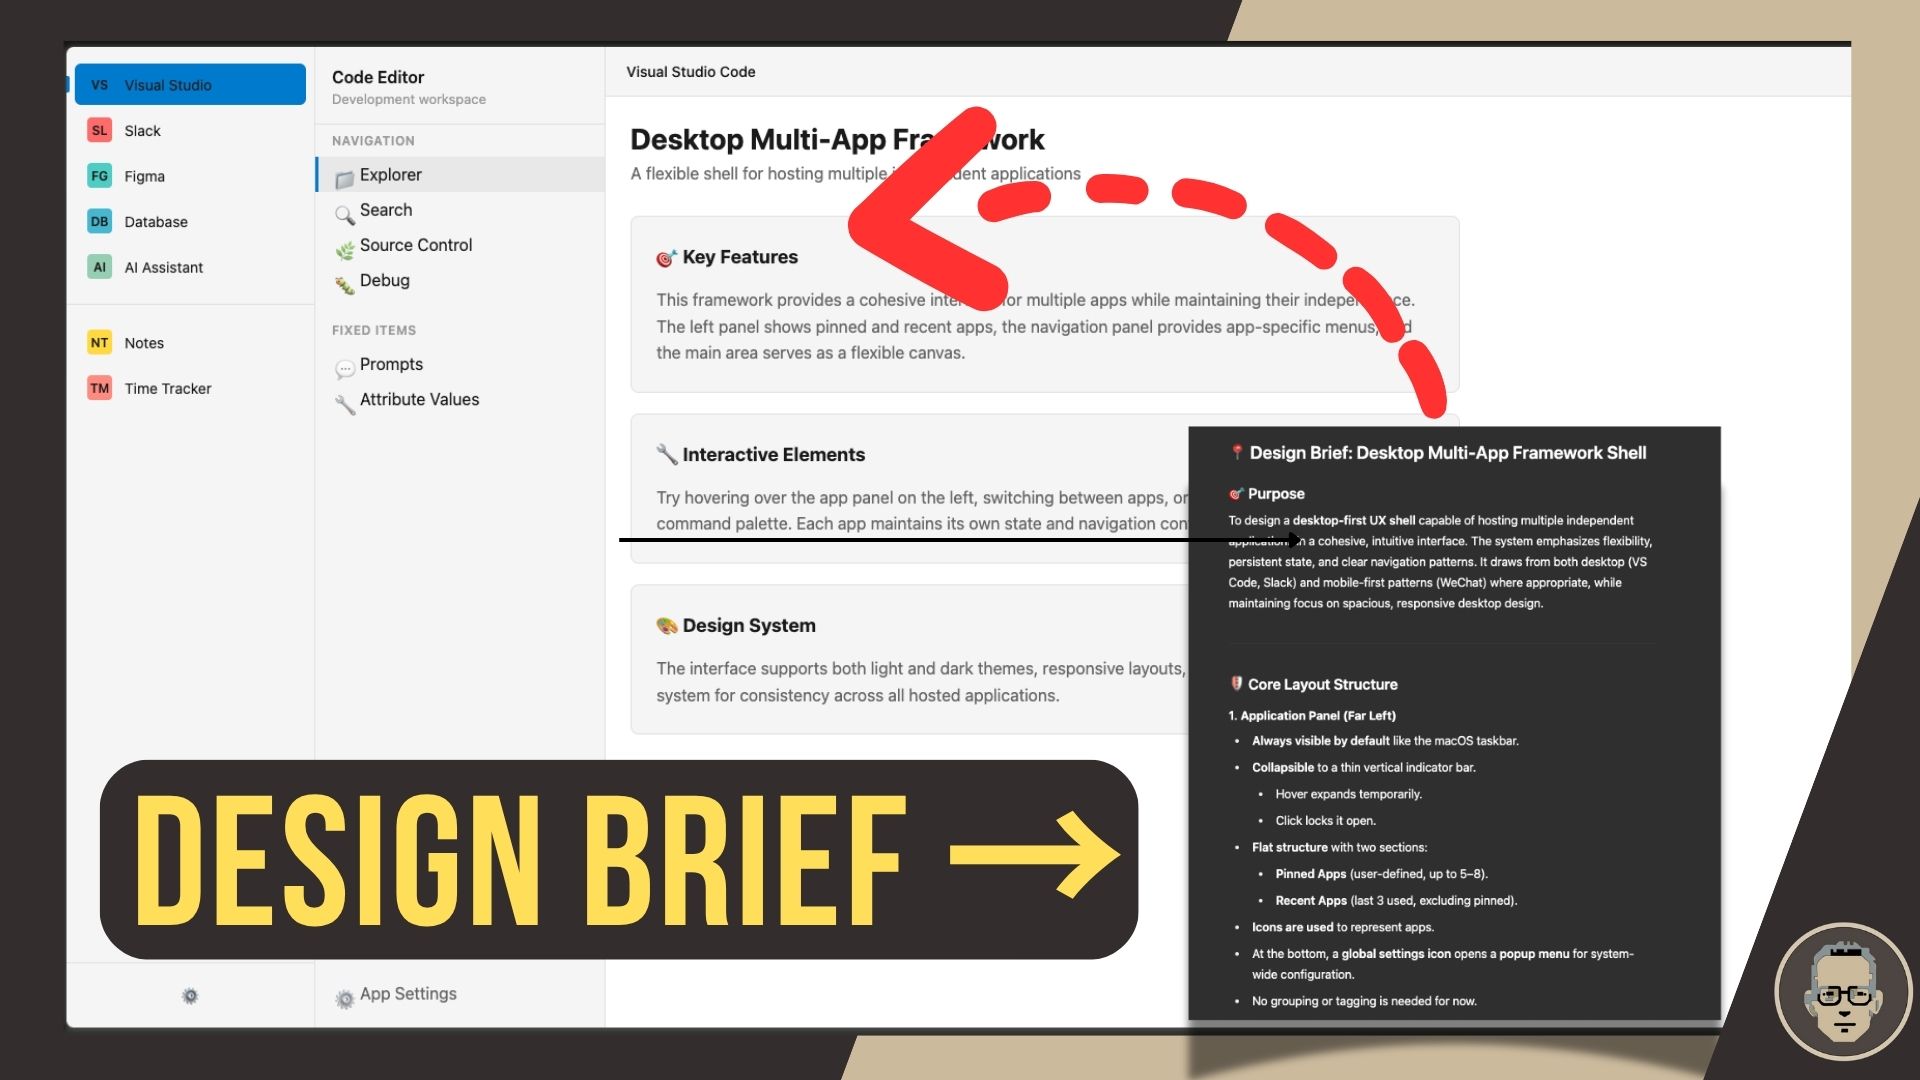 VS Visual Studio
SL Slack
FG Figma
DB Database
AI AI Assistant
NT Notes
TM Time Tracker
Code Editor
Development workspace
NAVIGATION
Explorer
Search
Source Control
Debug
FIXED ITEMS
Prompts
Attribute Values
App Settings
Visual Studio Code
Desktop Multi-App Fra work
A flexible shell for hosting multiple dent applications
Key Features
This framework provides a cohesive inte for multiple apps while maintaining their indepe ce.
The left panel shows pinned and recent apps, the navigation panel provides app-specific menus, d
the main area serves as a flexible canvas.
Interactive Elements
Try hovering over the app panel on the left, switching between apps, or
command palette. Each app maintains its own state and navigation con
Design System
The interface supports both light and dark themes, responsive layouts,
system for consistency across all hosted applications.
DESIGN BRIEF →
Design Brief: Desktop Multi-App Framework Shell
Purpose
To design a desktop-first UX shell capable of hosting multiple independent
applications in a cohesive, intuitive interface. The system emphasizes flexibility,
persistent state, and clear navigation patterns. It draws from both desktop (VS
Code, Slack) and mobile-first patterns (WeChat) where appropriate, while
maintaining focus on spacious, responsive desktop design.
Core Layout Structure
1. Application Panel (Far Left)
• Always visible by default like the macOS taskbar.
• Collapsible to a thin vertical indicator bar.
• Hover expands temporarily.
• Click locks it open.
• Flat structure with two sections:
• Pinned Apps (user-defined, up to 5–8).
• Recent Apps (last 3 used, excluding pinned).
• Icons are used to represent apps.
• At the bottom, a global settings icon opens a popup menu for system-
wide configuration.
• No grouping or tagging is needed for now.